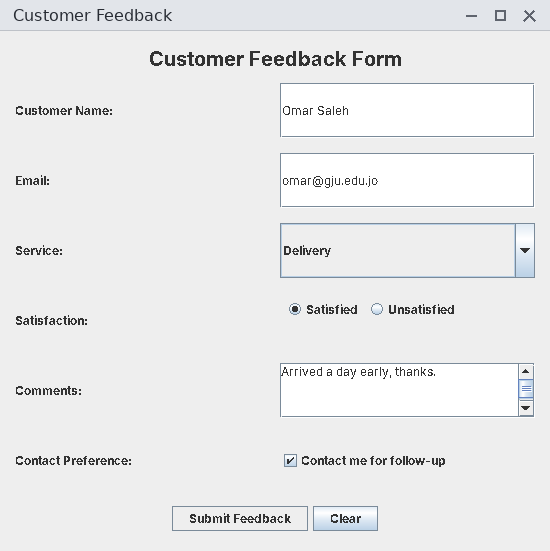 Customer Feedback
Customer Feedback Form
Customer Name:
Omar Saleh
Email:
omar@gju.edu.jo
Service:
Delivery
Satisfaction:
Satisfied Unsatisfied
Comments:
Arrived a day early, thanks.
Contact Preference:
Contact me for follow-up
Submit Feedback Clear